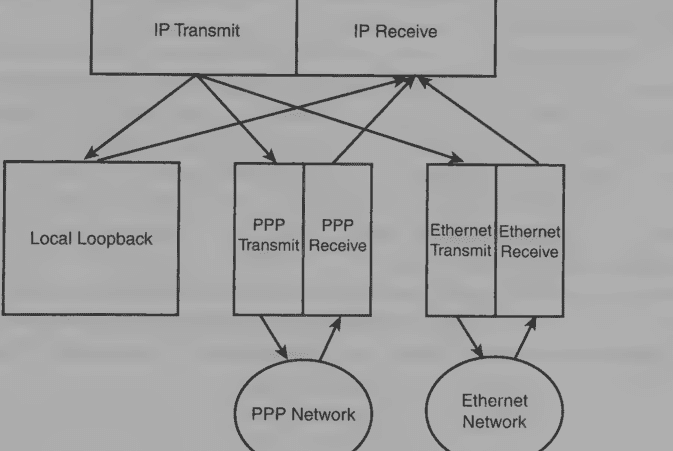 IP Transmit
IP Receive
Local Loopback
PPP
Transmit
PPP
Receive
Ethernet
Transmit
Ethernet
Receive
PPP Network
Ethernet
Network